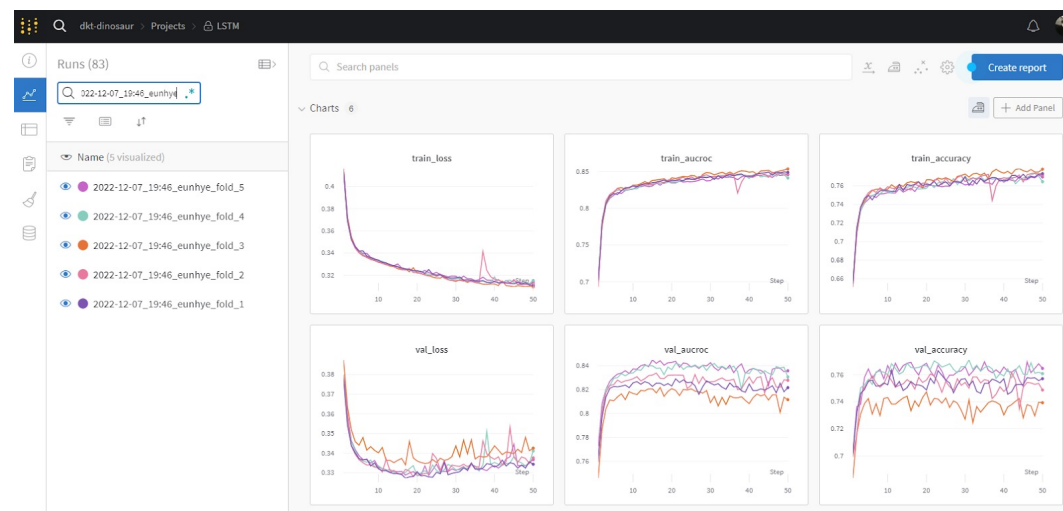 dkt-dinosaur > Projects > LSTM
Runs (83)
022-12-07_19:46_eunhye .*
Name (5 visualized)
2022-12-07_19:46_eunhye_fold_5
2022-12-07_19:46_eunhye_fold_4
2022-12-07_19:46_eunhye_fold_3
2022-12-07_19:46_eunhye_fold_2
2022-12-07_19:46_eunhye_fold_1
Search panels
Create report
Charts 6
+ Add Panel
train_loss
0.4
0.38
0.36
0.34
0.32
Step
10 20 30 40 50
train_aucroc
0.85
0.8
0.75
0.7
Step
10 20 30 40 50
train_accuracy
0.76
0.74
0.72
0.7
0.68
0.66
Step
10 20 30 40 50
val_loss
0.38
0.37
0.36
0.35
0.34
0.33
Step
10 20 30 40 50
val_aucroc
0.84
0.82
0.8
0.78
0.76
Step
10 20 30 40 50
val_accuracy
0.76
0.74
0.72
0.7
Step
10 20 30 40 50